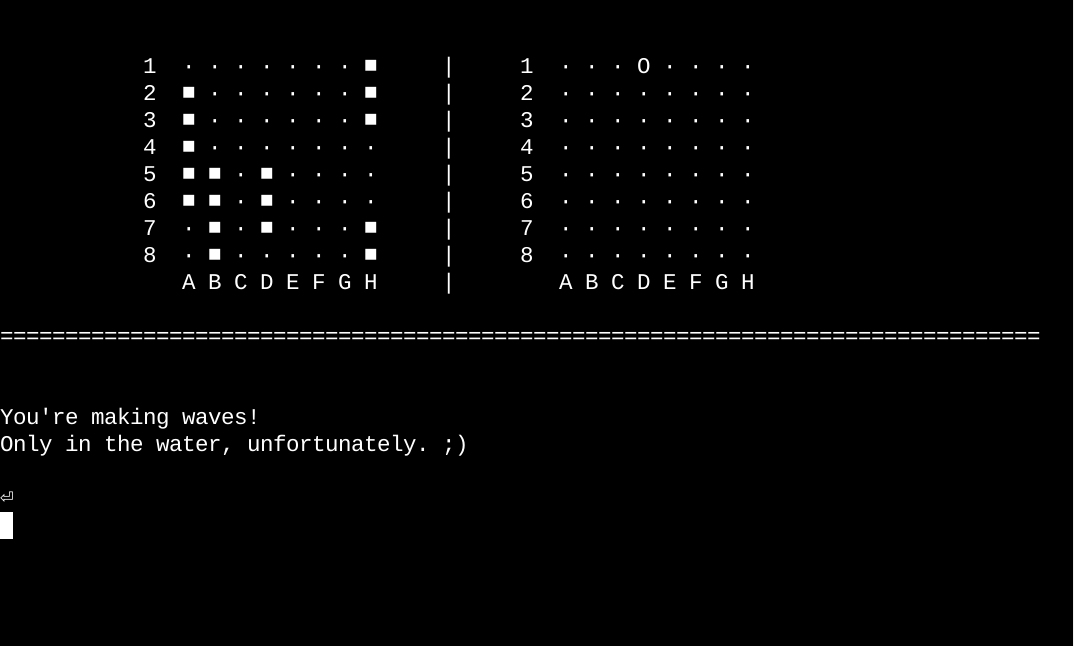 1  · · · · · · · ■     |     1  · · · O · · · ·
2  ■ · · · · · · ■     |     2  · · · · · · · ·
3  ■ · · · · · · ■     |     3  · · · · · · · ·
4  ■ · · · · · · ·     |     4  · · · · · · · ·
5  ■ ■ · ■ · · · ·     |     5  · · · · · · · ·
6  ■ ■ · ■ · · · ·     |     6  · · · · · · · ·
7  · ■ · ■ · · · ■     |     7  · · · · · · · ·
8  · ■ · · · · · ■     |     8  · · · · · · · ·
A B C D E F G H     |        A B C D E F G H
================================================================================
You're making waves!
Only in the water, unfortunately. ;)
⏎